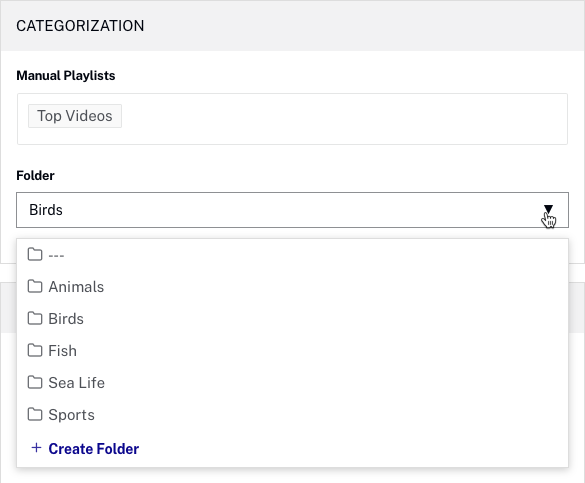 CATEGORIZATION
Manual Playlists
Top Videos
Folder
Birds
---
Animals
Birds
Fish
Sea Life
Sports
+ Create Folder